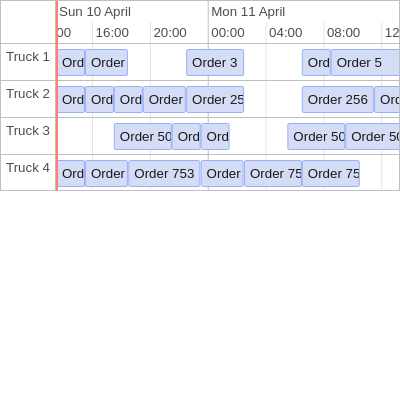 Sun 10 April Mon 11 April
00 16:00 20:00 00:00 04:00 08:00 12
Truck 1 Ord Order Order 3 Ord Order 5
Truck 2 Ord Ord Ord Order Order 25 Order 256 Ord
Truck 3 Order 50 Ord Ord Order 50 Order 50
Truck 4 Ord Order Order 753 Order Order 75 Order 75